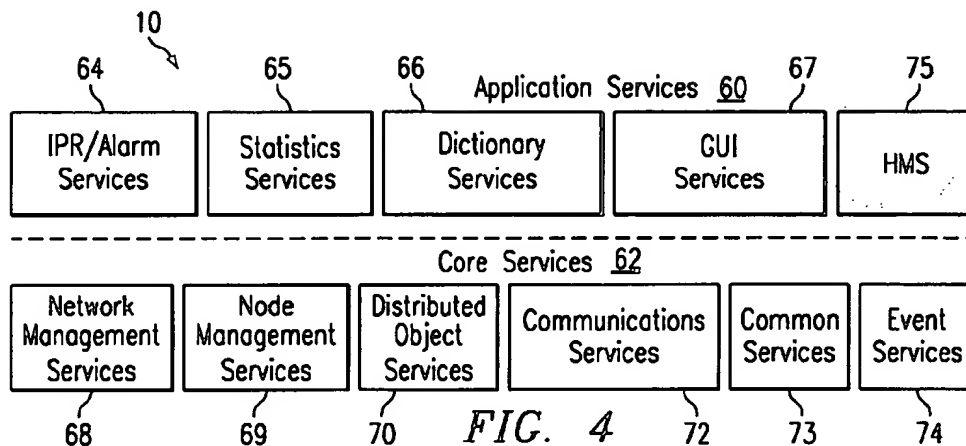 10
64 65 66 67 75
Application Services 60
IPR/Alarm
Services
Statistics
Services
Dictionary
Services
GUI
Services
HMS
Core Services 62
Network
Management
Services
Node
Management
Services
Distributed
Object
Services
Communications
Services
Common
Services
Event
Services
68 69 70 72 73 74
FIG. 4